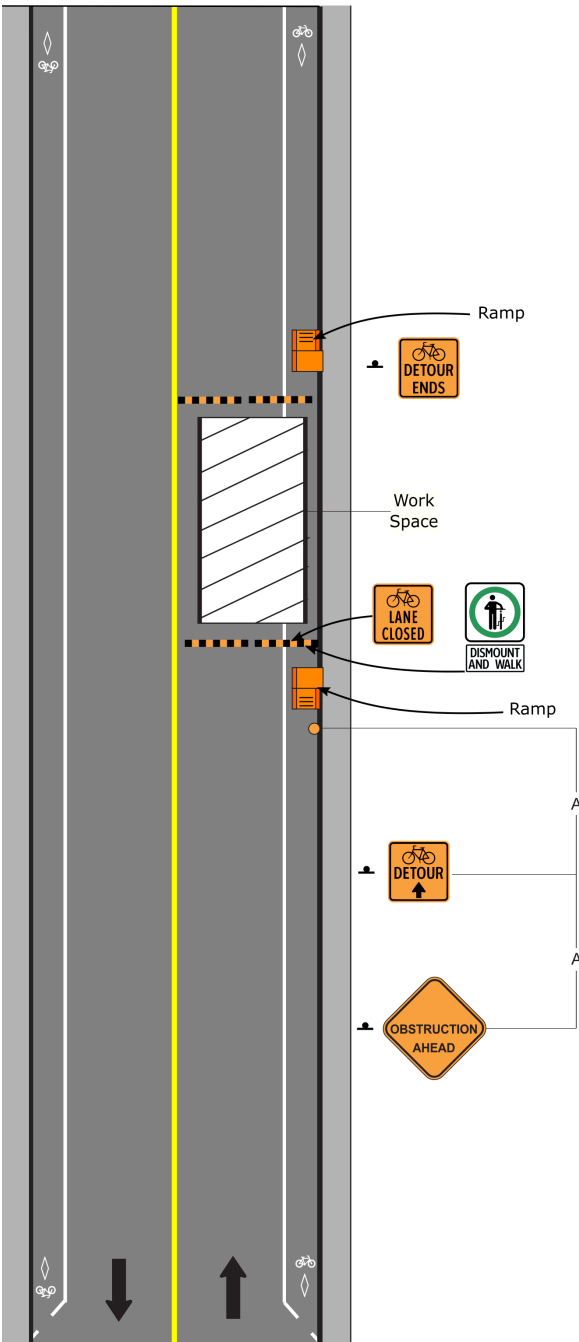 Ramp
DETOUR
ENDS
Work
Space
LANE
CLOSED
DISMOUNT
AND WALK
Ramp
A
DETOUR
A
OBSTRUCTION
AHEAD